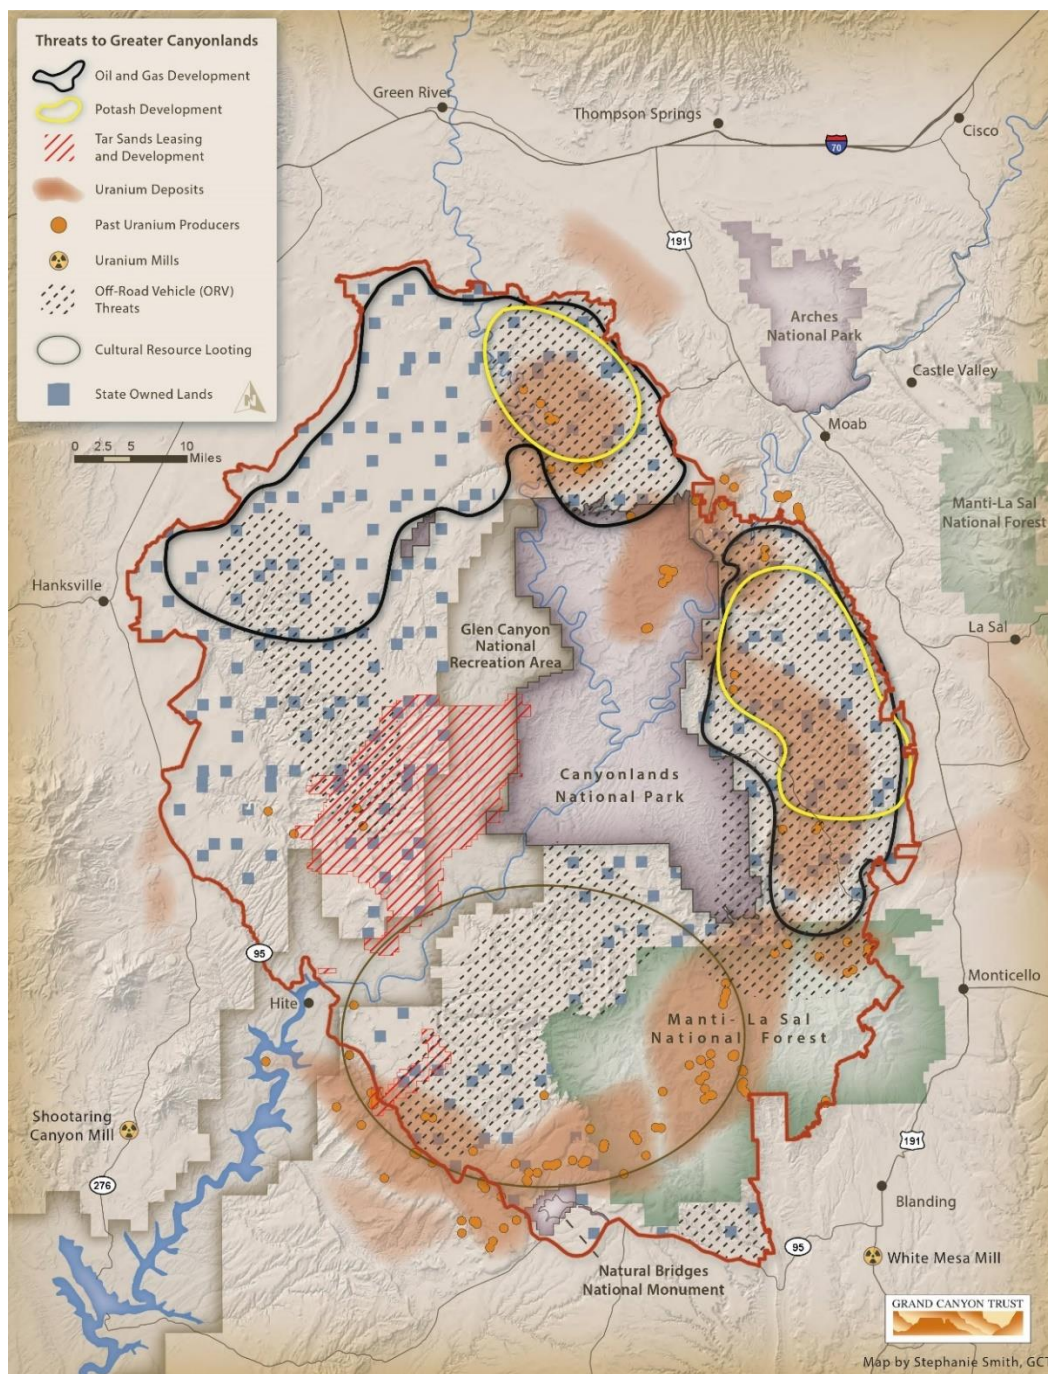 Threats to Greater Canyonlands
Oil and Gas Development
Potash Development
Tar Sands Leasing
and Development
Uranium Deposits
Past Uranium Producers
Uranium Mills
Off-Road Vehicle (ORV)
Threats
Cultural Resource Looting
State Owned Lands
N
0 2.5 5 10
Miles
Green River
Thompson Springs
Cisco
70
191
Arches
National Park
Castle Valley
Moab
Manti-La Sal
National Forest
Hanksville
La Sal
Glen Canyon
National
Recreation Area
Canyonlands
National Park
95
Hite
Monticello
Manti-La Sal
National Forest
Shootaring
Canyon Mill
191
276
Blanding
95
White Mesa Mill
Natural Bridges
National Monument
GRAND CANYON TRUST
Map by Stephanie Smith, GCT